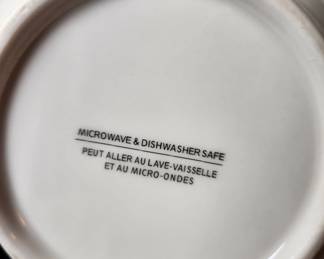 MICROWAVE & DISHWASHER SAFE
PEUT ALLER AU LAVE-VAISSELLE
ET AU MICRO-ONDES